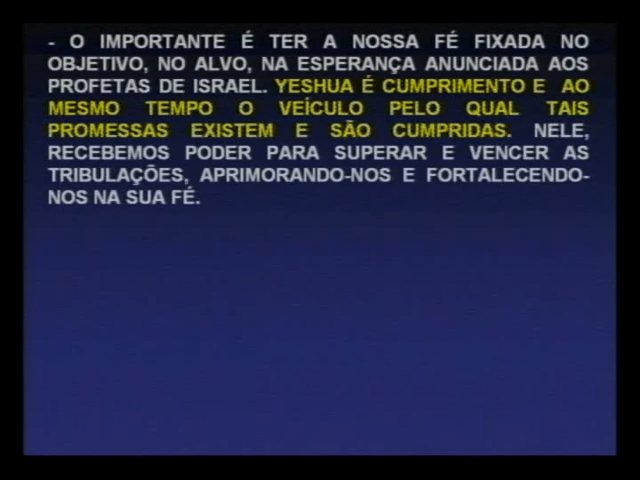 - O IMPORTANTE É TER A NOSSA FÉ FIXADA NO
OBJETIVO, NO ALVO, NA ESPERANÇA ANUNCIADA AOS
PROFETAS DE ISRAEL. YESHUA É CUMPRIMENTO E AO
MESMO TEMPO O VEÍCULO PELO QUAL TAIS
PROMESSAS EXISTEM E SÃO CUMPRIDAS. NELE,
RECEBEMOS PODER PARA SUPERAR E VENCER AS
TRIBULAÇÕES, APRIMORANDO-NOS E FORTALECENDO-
NOS NA SUA FÉ.